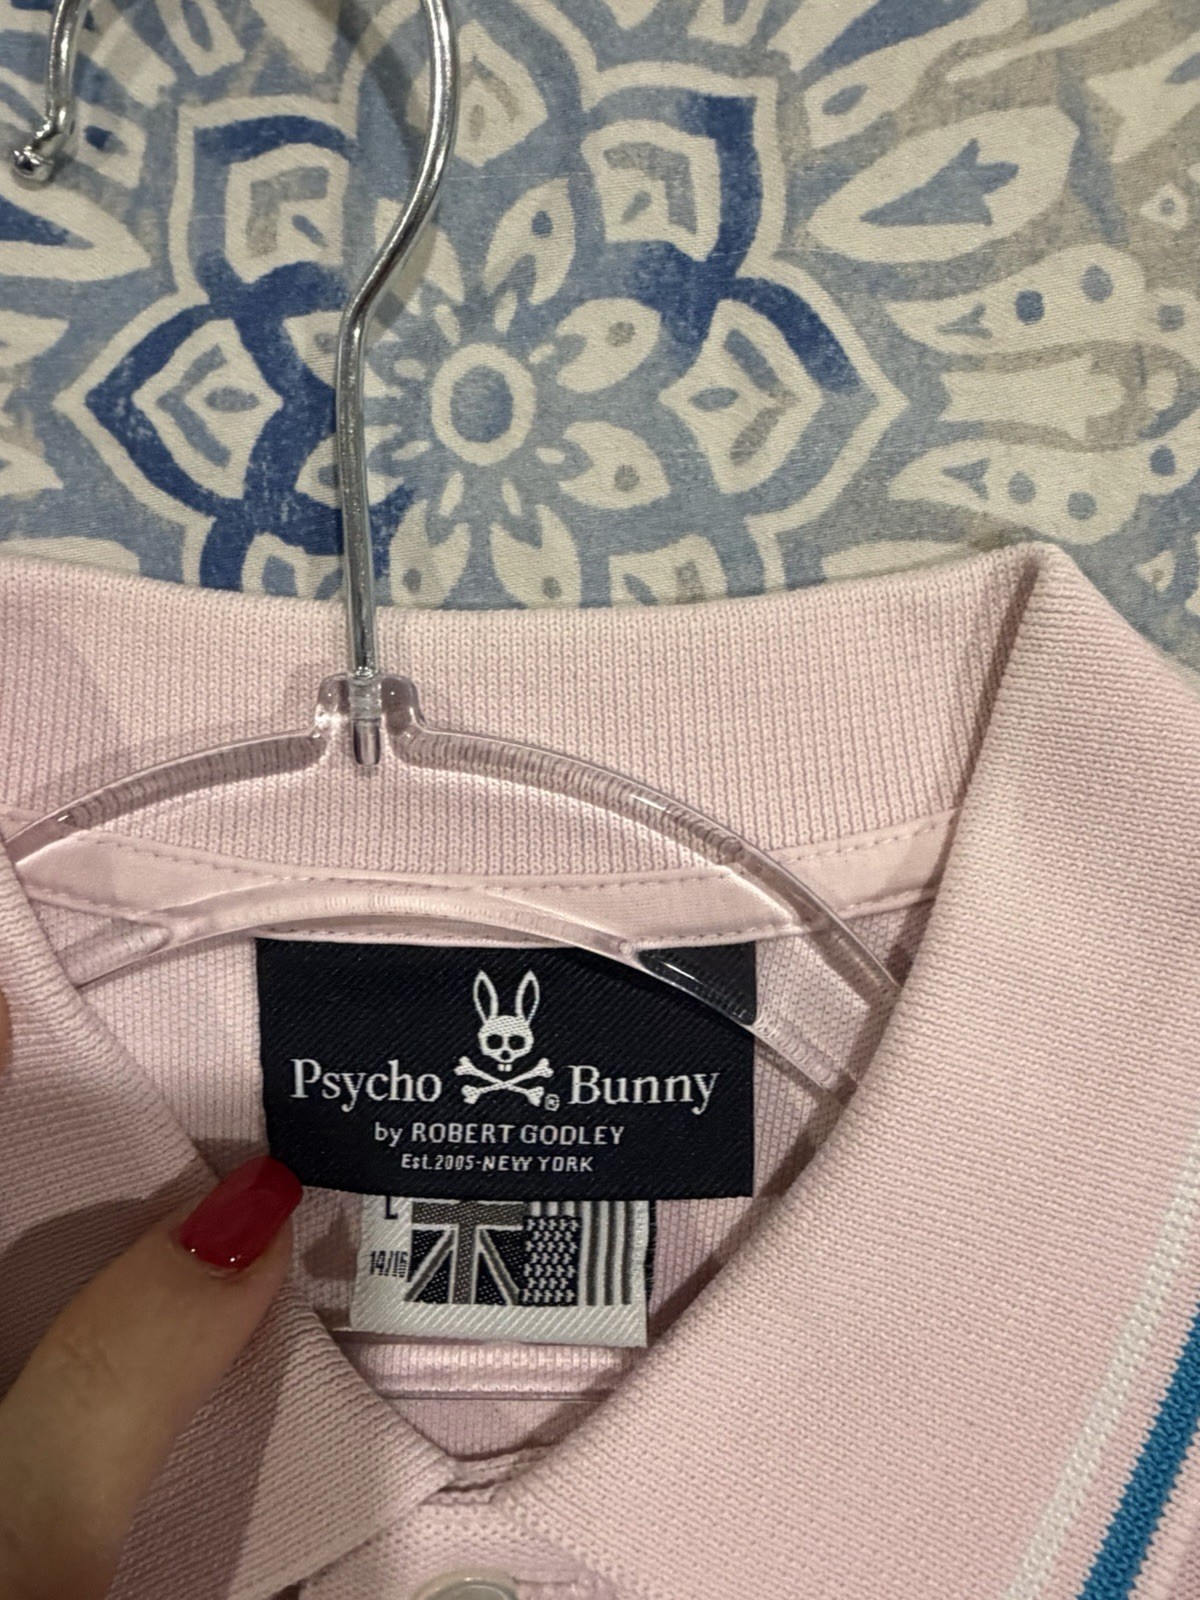 Psycho ® Bunny
by ROBERT GODLEY
Est.2005-NEW YORK
L
14/16